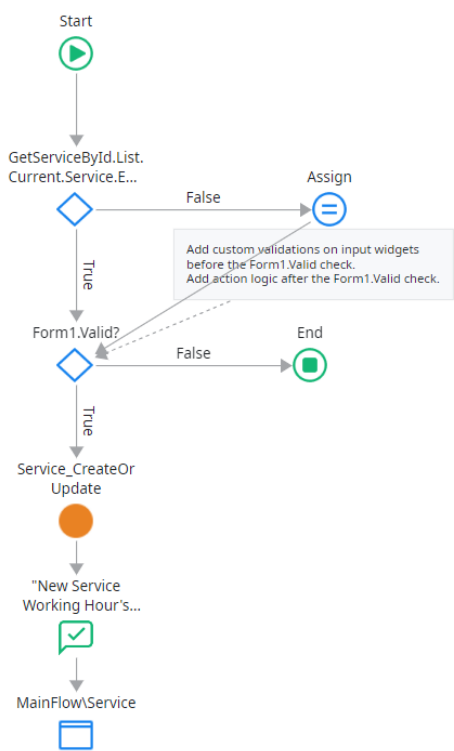 Start
GetServiceById.List.
Current.Service.E...
False
Assign
Add custom validations on input widgets
before the Form1.Valid check.
Add action logic after the Form1.Valid check.
True
Form1.Valid?
False
End
True
Service_CreateOr
Update
"New Service
Working Hour's...
MainFlow\Service